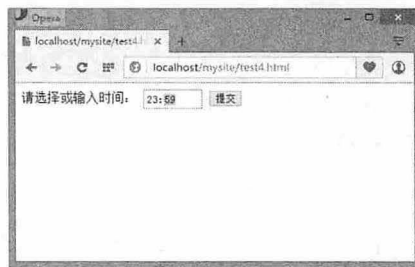 Opera
localhost/mysite/test4.h
localhost/mysite/test4.html
请选择或输入时间： 23:59 提交